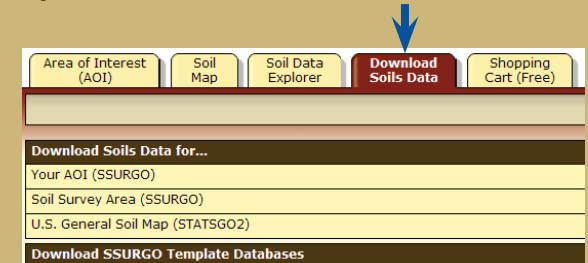 Area of Interest (AOI)
Soil Map
Soil Data Explorer
Download Soils Data
Shopping Cart (Free)
Download Soils Data for...
Your AOI (SSURGO)
Soil Survey Area (SSURGO)
U.S. General Soil Map (STATSGO2)
Download SSURGO Template Databases